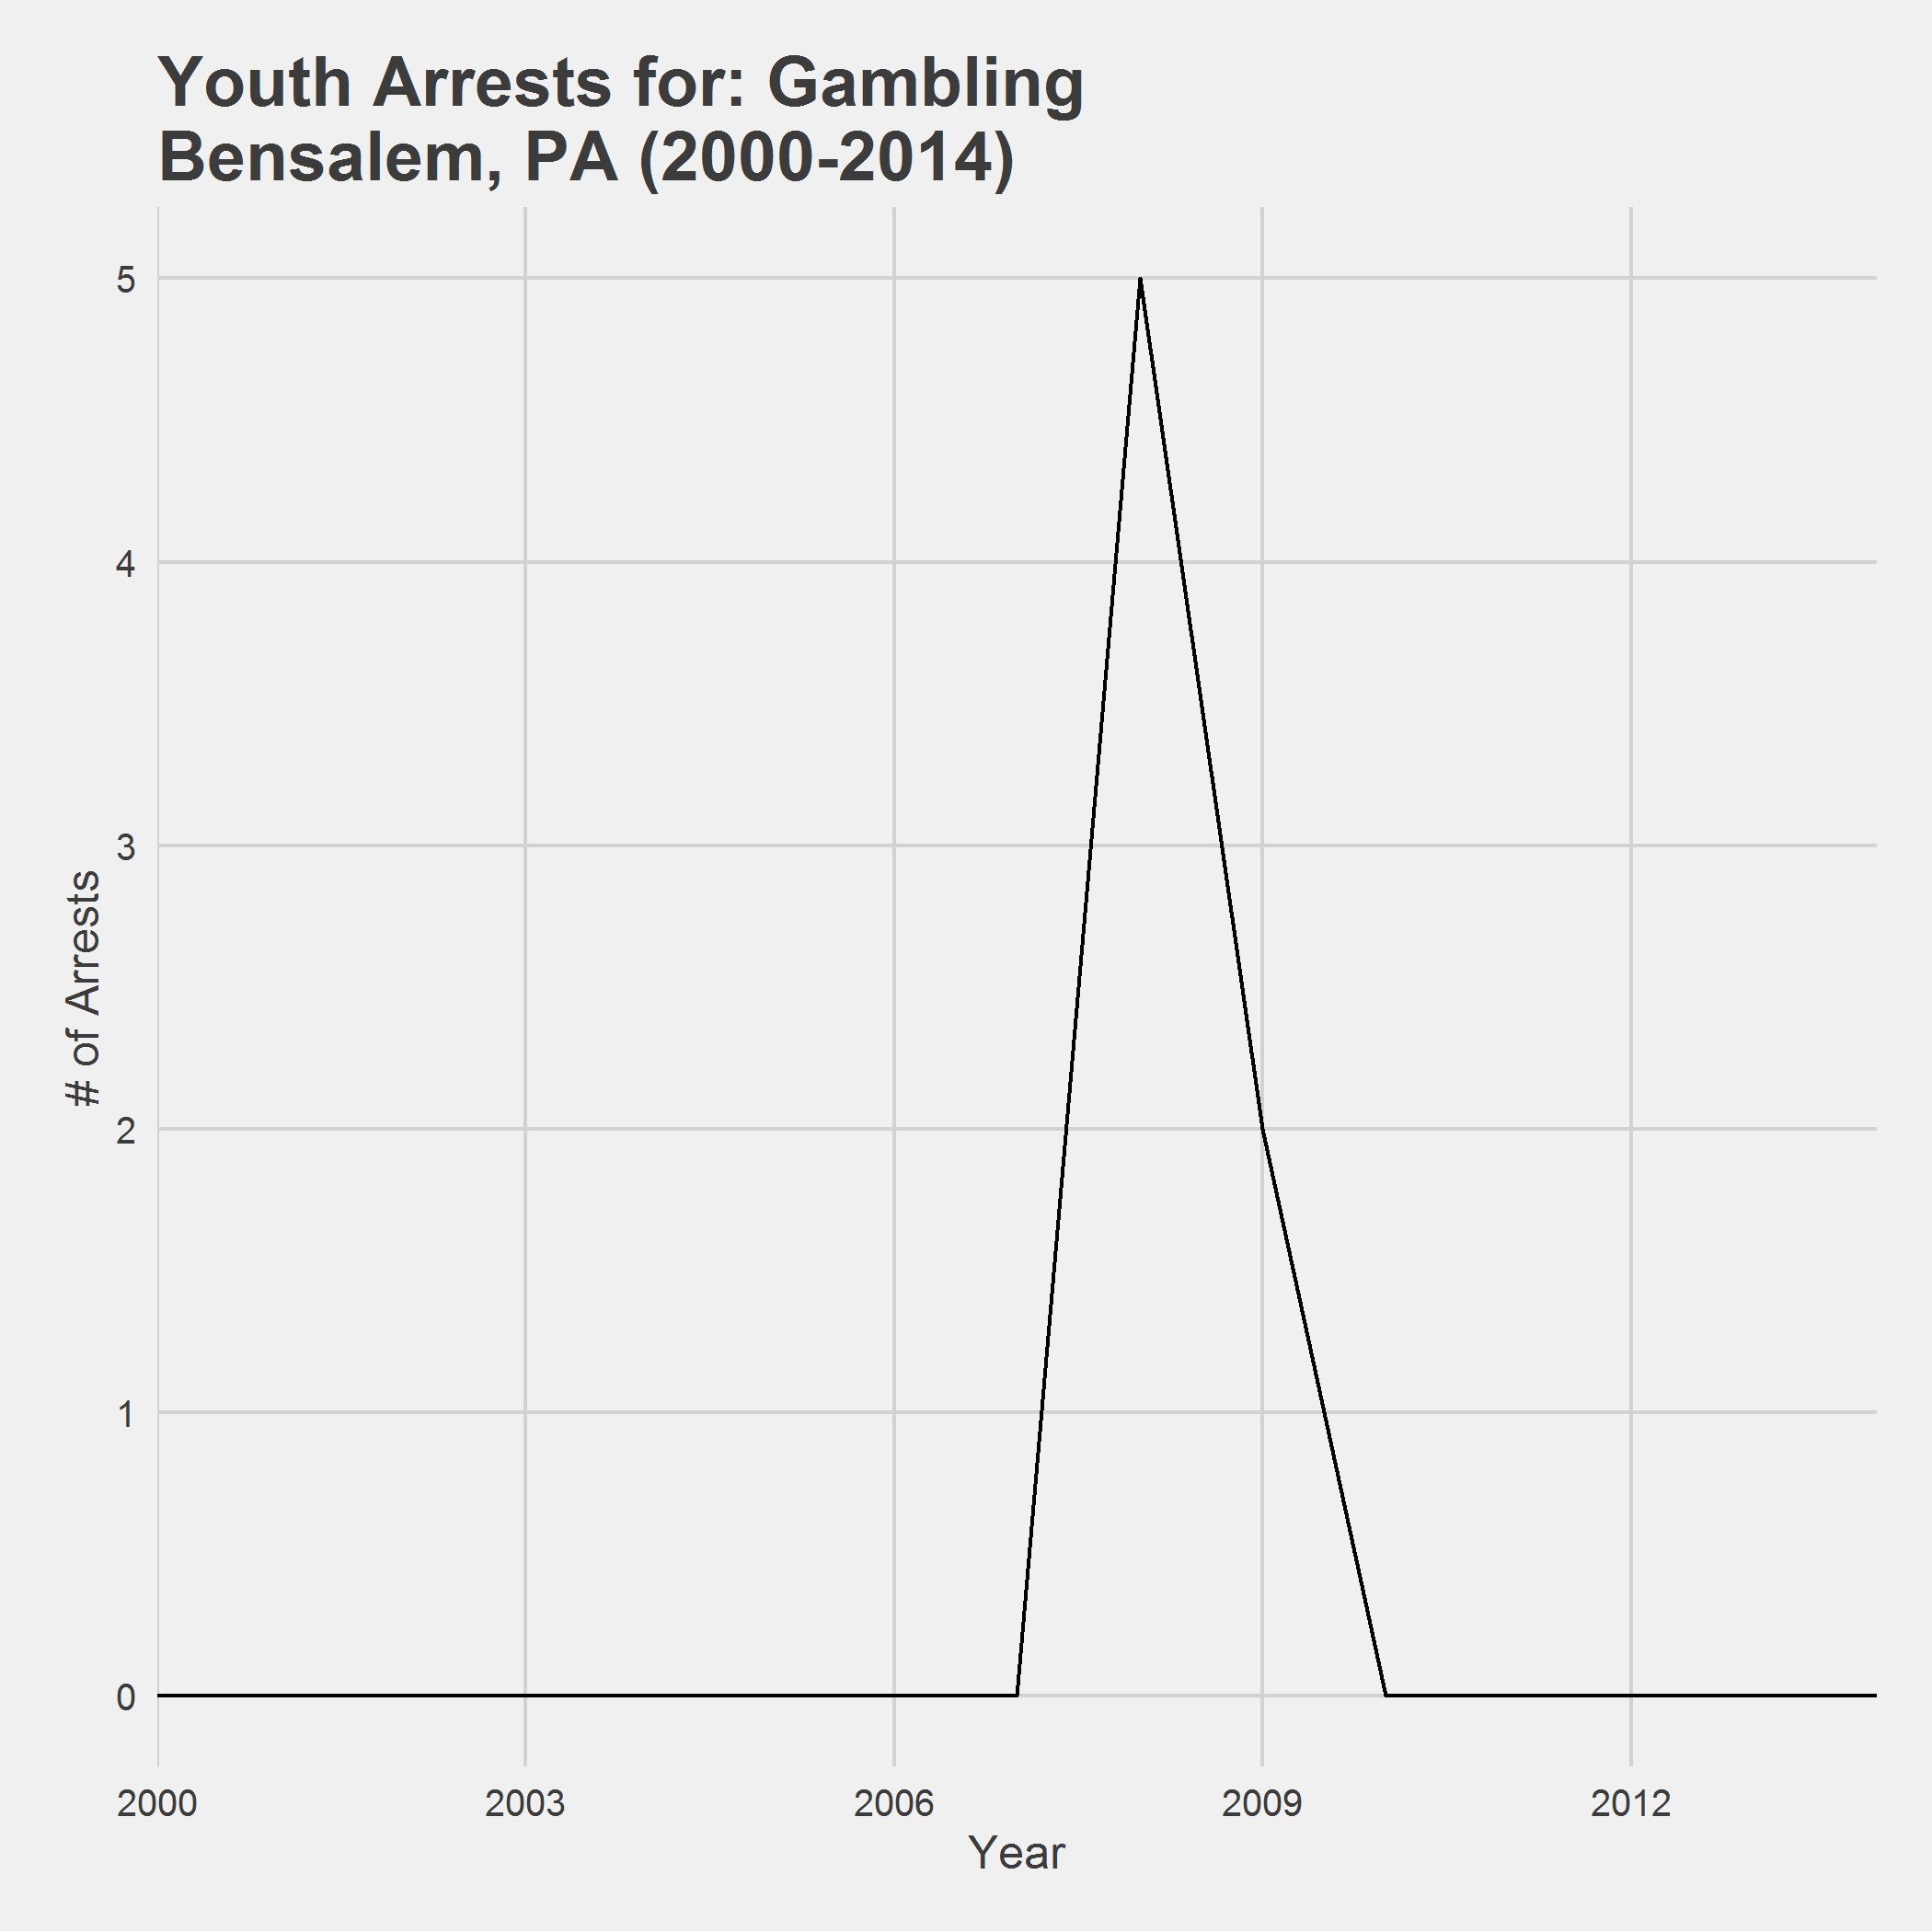 Youth Arrests for: Gambling
Bensalem, PA (2000-2014)
5
4
3
2
1
0
# of Arrests
2000 2003 2006 2009 2012
Year